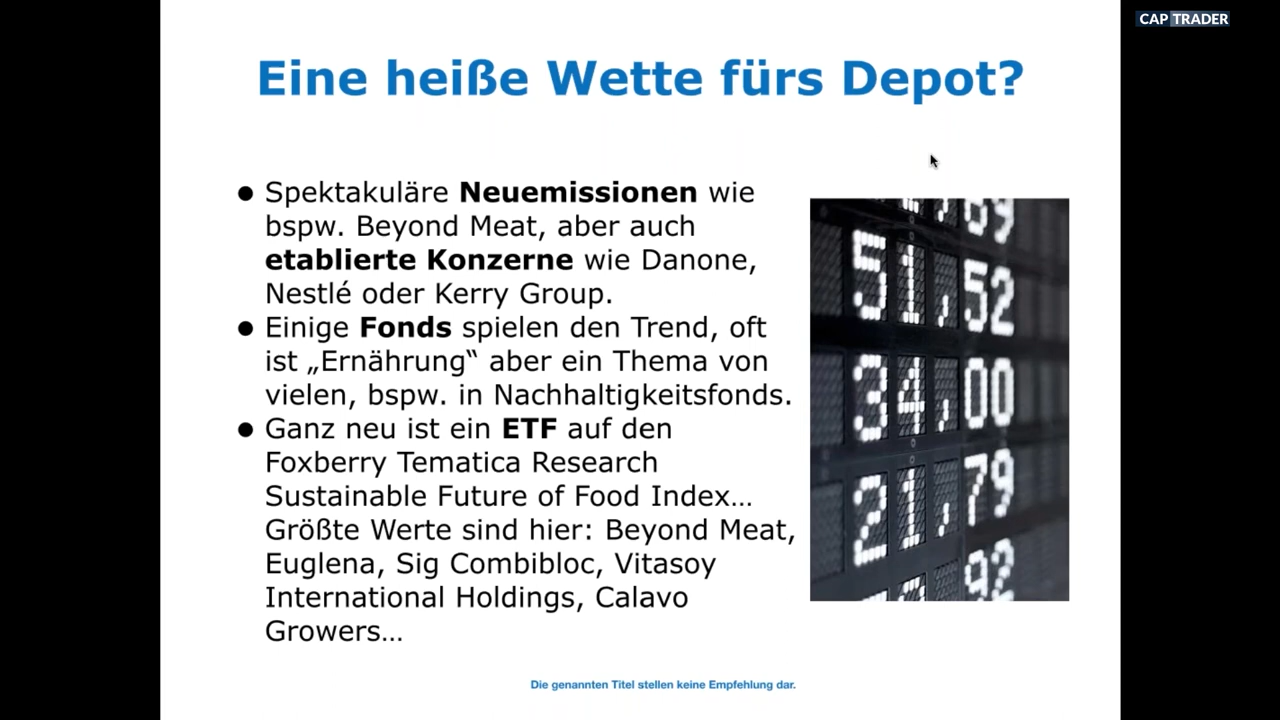 CAP TRADER
Eine heiße Wette fürs Depot?
● Spektakuläre Neuemissionen wie
bspw. Beyond Meat, aber auch
etablierte Konzerne wie Danone,
Nestlé oder Kerry Group.
● Einige Fonds spielen den Trend, oft
ist „Ernährung“ aber ein Thema von
vielen, bspw. in Nachhaltigkeitsfonds.
● Ganz neu ist ein ETF auf den
Foxberry Tematica Research
Sustainable Future of Food Index…
Größte Werte sind hier: Beyond Meat,
Euglena, Sig Combibloc, Vitasoy
International Holdings, Calavo
Growers…
51,52
34,00
21,79
Die genannten Titel stellen keine Empfehlung dar.